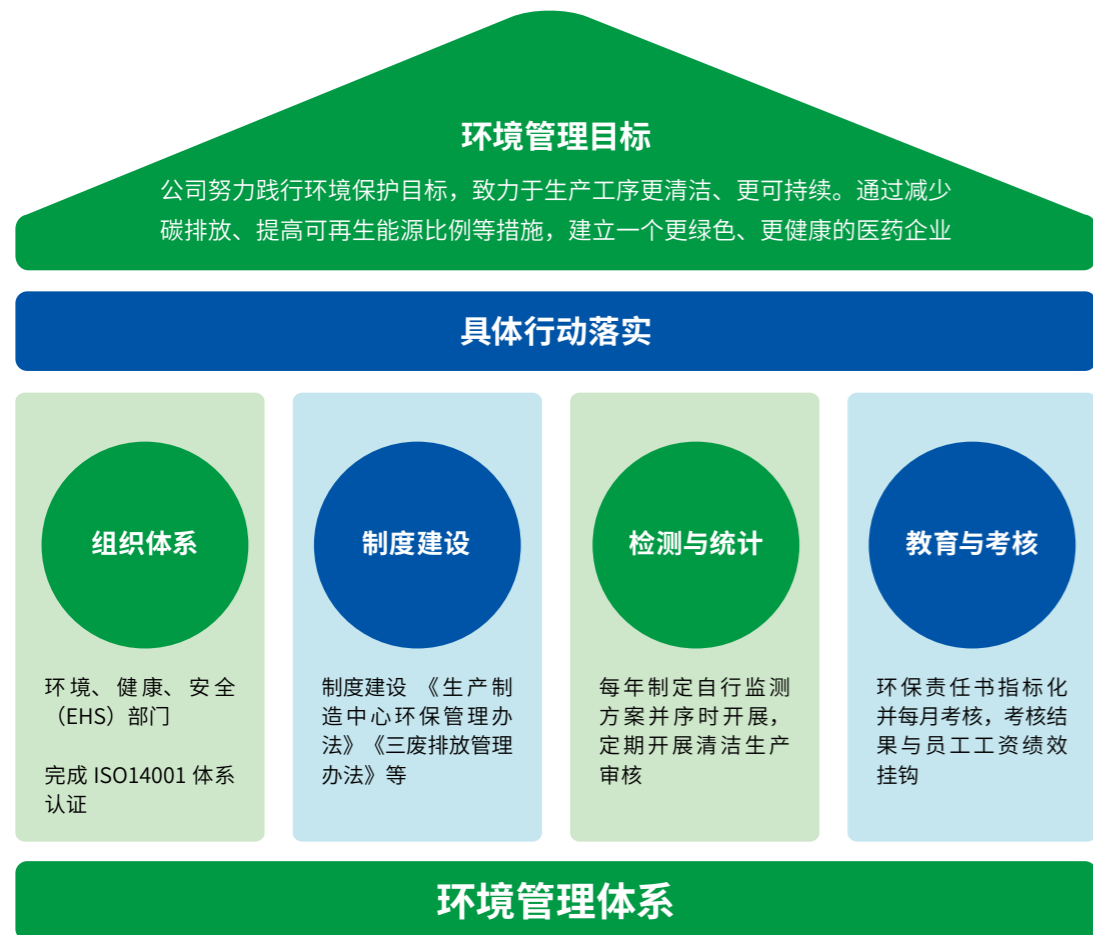 环境管理目标
公司努力践行环境保护目标，致力于生产工序更清洁、更可持续。通过减少
碳排放、提高可再生能源比例等措施，建立一个更绿色、更健康的医药企业
具体行动落实
组织体系
环境、健康、安全
（EHS）部门
完成 ISO14001 体系
认证
制度建设
制度建设 《生产制
造中心环保管理办
法》《三废排放管理
办法》等
检测与统计
每年制定自行监测
方案并序时开展，
定期开展清洁生产
审核
教育与考核
环保责任书指标化
并每月考核，考核结
果与员工工资绩效
挂钩
环境管理体系